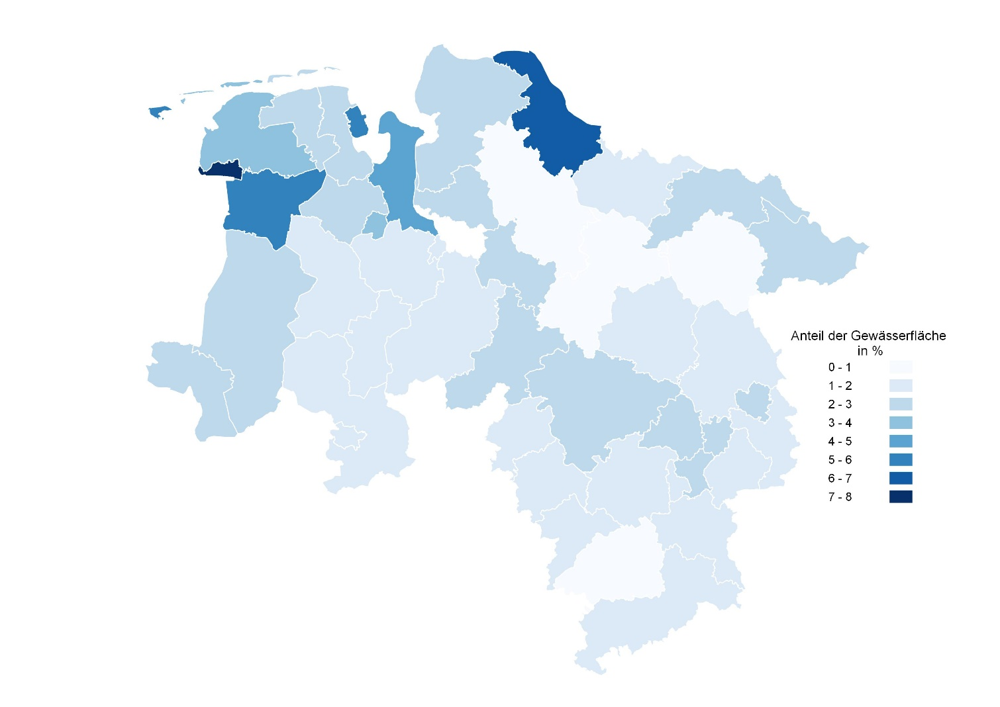 Anteil der Gewässerfläche
in %
0 - 1
1 - 2
2 - 3
3 - 4
4 - 5
5 - 6
6 - 7
7 - 8